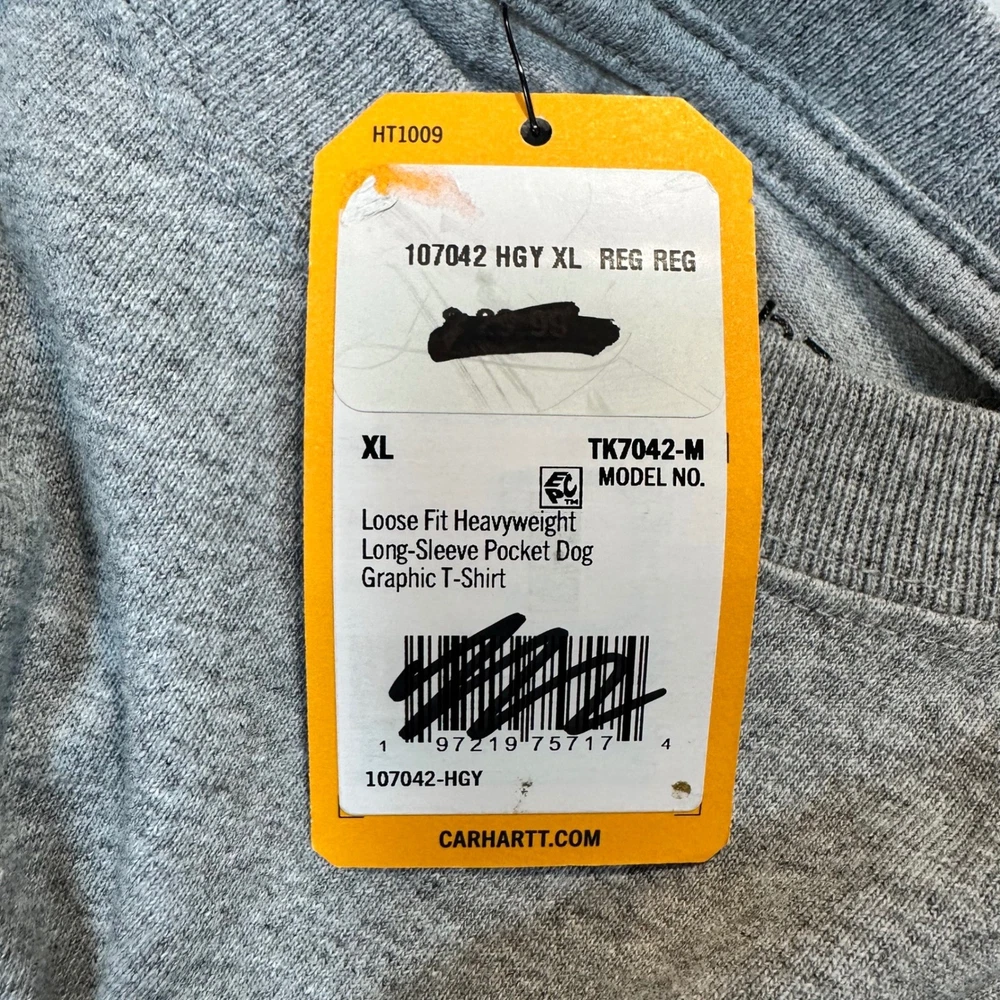 HT1009
107042 HGY XL REG REG
XL
TK7042-M
MODEL NO.
Loose Fit Heavyweight
Long-Sleeve Pocket Dog
Graphic T-Shirt
1 97219 75717 4
107042-HGY
CARHARTT.COM